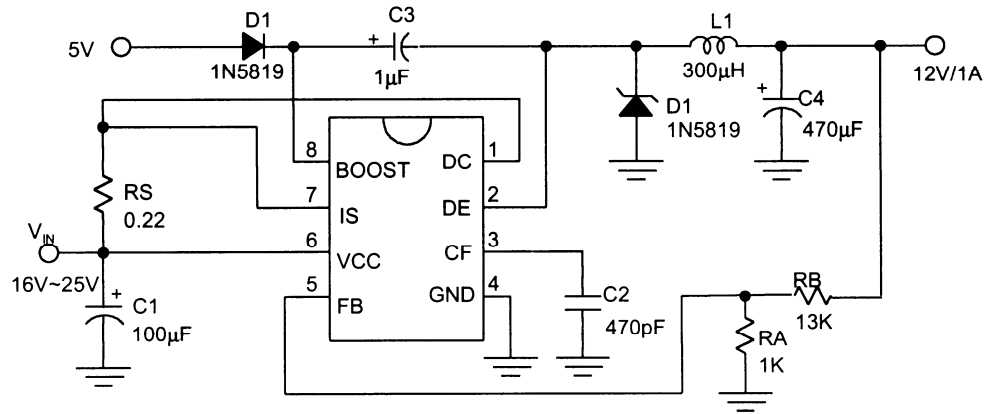 D1
C3
L1
5V
+
1N5819
1µF
300µH
12V/1A
+
C4
470µF
D1
1N5819
8
BOOST
DC
1
RS
0.22
7
IS
DE
2
VIN
6
VCC
CF
3
16V~25V
+
C1
100µF
5
FB
GND
4
C2
470pF
RB
13K
RA
1K